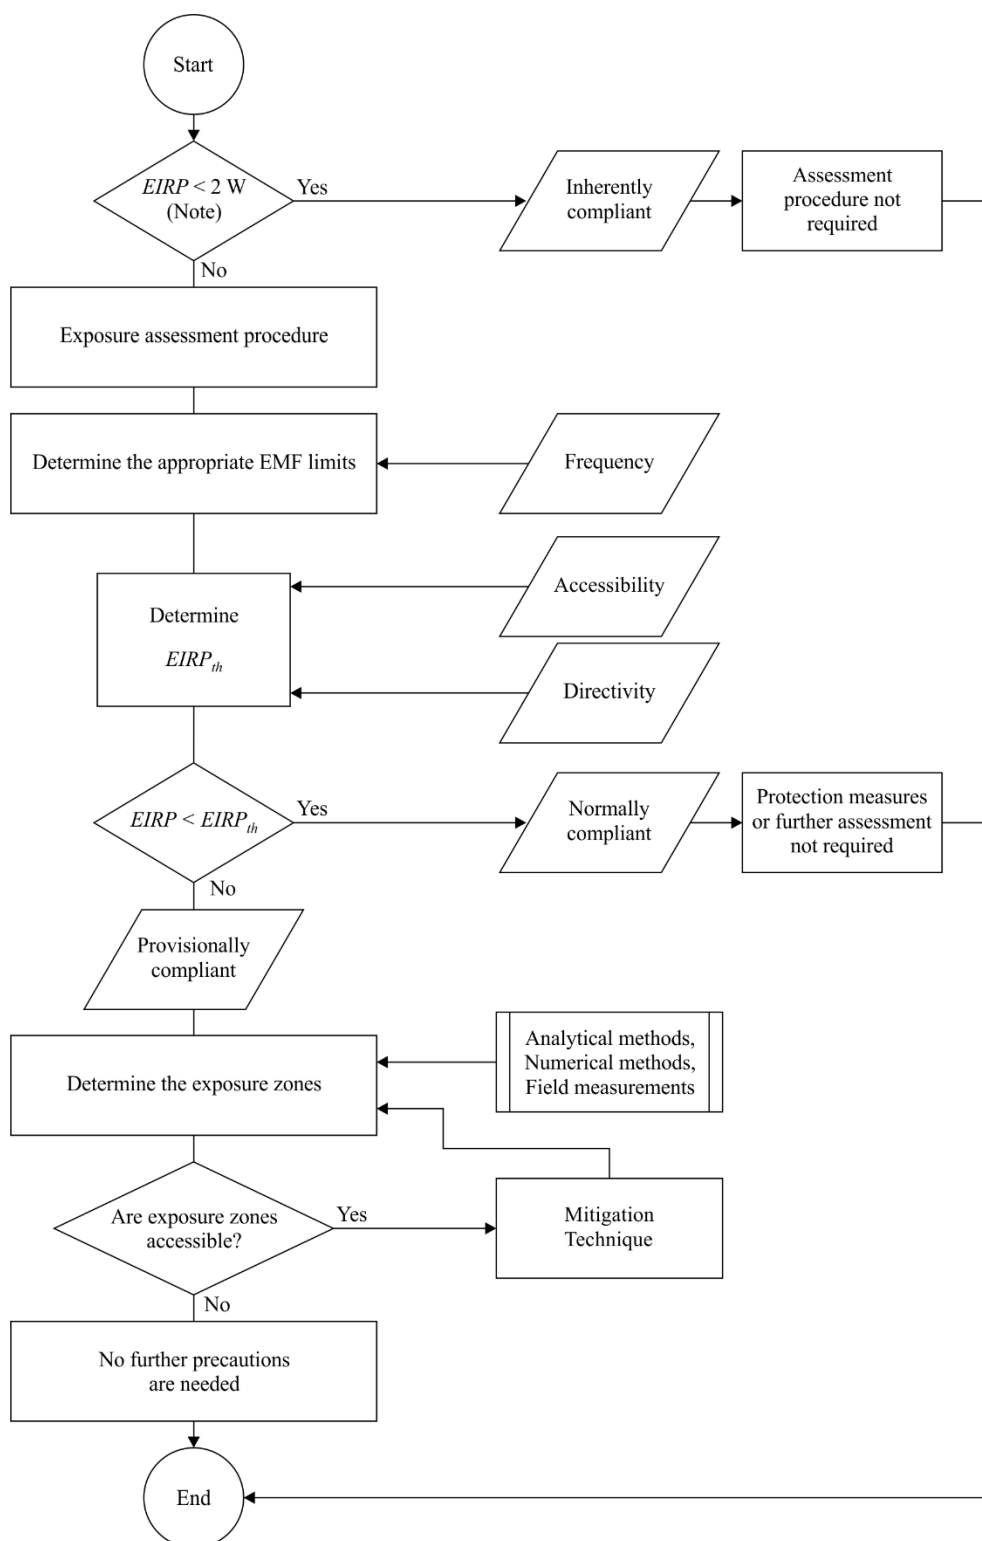 Start
EIRP < 2 W
(Note)
Yes
Inherently
compliant
Assessment
procedure not
required
No
Exposure assessment procedure
Determine the appropriate EMF limits
Frequency
Accessibility
Determine
EIRPth
Directivity
EIRP < EIRPth
Yes
Normally
compliant
Protection measures
or further assessment
not required
No
Provisionally
compliant
Determine the exposure zones
Analytical methods,
Numerical methods,
Field measurements
Are exposure zones
accessible?
Yes
Mitigation
Technique
No
No further precautions
are needed
End